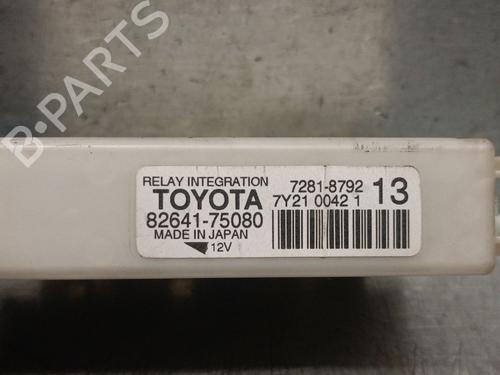 B-PARTS
RELAY INTEGRATION
7281-8792
13
TOYOTA
7Y21 0042 1
82641-75080
MADE IN JAPAN
12V